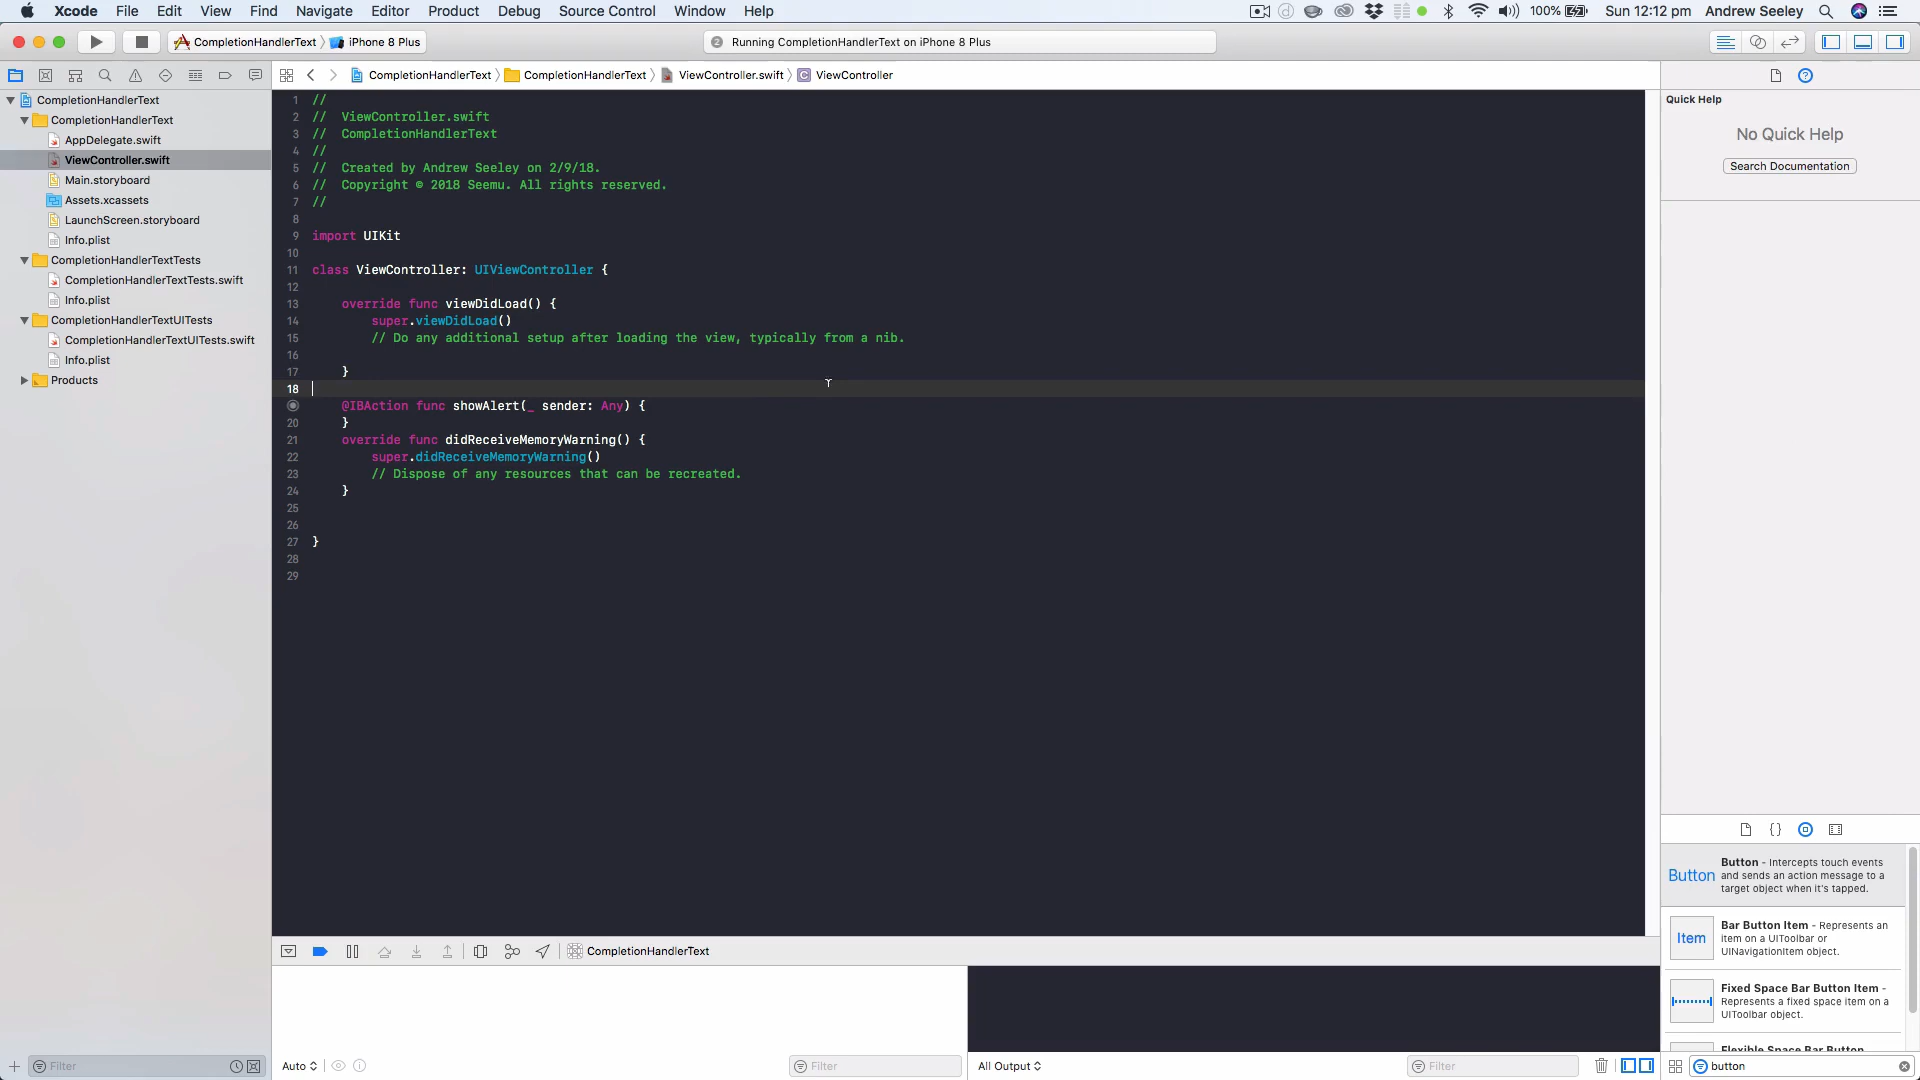 Xcode File Edit View Find Navigate Editor Product Debug Source Control Window Help 100% Sun 12:12 pm Andrew Seeley
CompletionHandlerText iPhone 8 Plus 2 Running CompletionHandlerText on iPhone 8 Plus
CompletionHandlerText CompletionHandlerText ViewController.swift C ViewController
CompletionHandlerText
CompletionHandlerText
AppDelegate.swift
ViewController.swift
Main.storyboard
Assets.xcassets
LaunchScreen.storyboard
Info.plist
CompletionHandlerTextTests
CompletionHandlerTextTests.swift
Info.plist
CompletionHandlerTextUITests
CompletionHandlerTextUITests.swift
Info.plist
Products
Filter
1 //
2 // ViewController.swift
3 // CompletionHandlerText
4 //
5 // Created by Andrew Seeley on 2/9/18.
6 // Copyright © 2018 Seemu. All rights reserved.
7 //
8
9 import UIKit
10
11 class ViewController: UIViewController {
12
13 override func viewDidLoad() {
14 super.viewDidLoad()
15 // Do any additional setup after loading the view, typically from a nib.
16
17 }
18
@IBAction func showAlert(_ sender: Any) {
20 }
21 override func didReceiveMemoryWarning() {
22 super.didReceiveMemoryWarning()
23 // Dispose of any resources that can be recreated.
24 }
25
26
27 }
28
29
CompletionHandlerText
Auto Filter
All Output Filter
Quick Help
No Quick Help
Search Documentation
Button
Button - Intercepts touch events
and sends an action message to a
target object when it's tapped.
Item
Bar Button Item - Represents an
item on a UIToolbar or
UINavigationItem object.
Fixed Space Bar Button Item -
Represents a fixed space item on a
UIToolbar object.
Flexible Space Bar Button
button